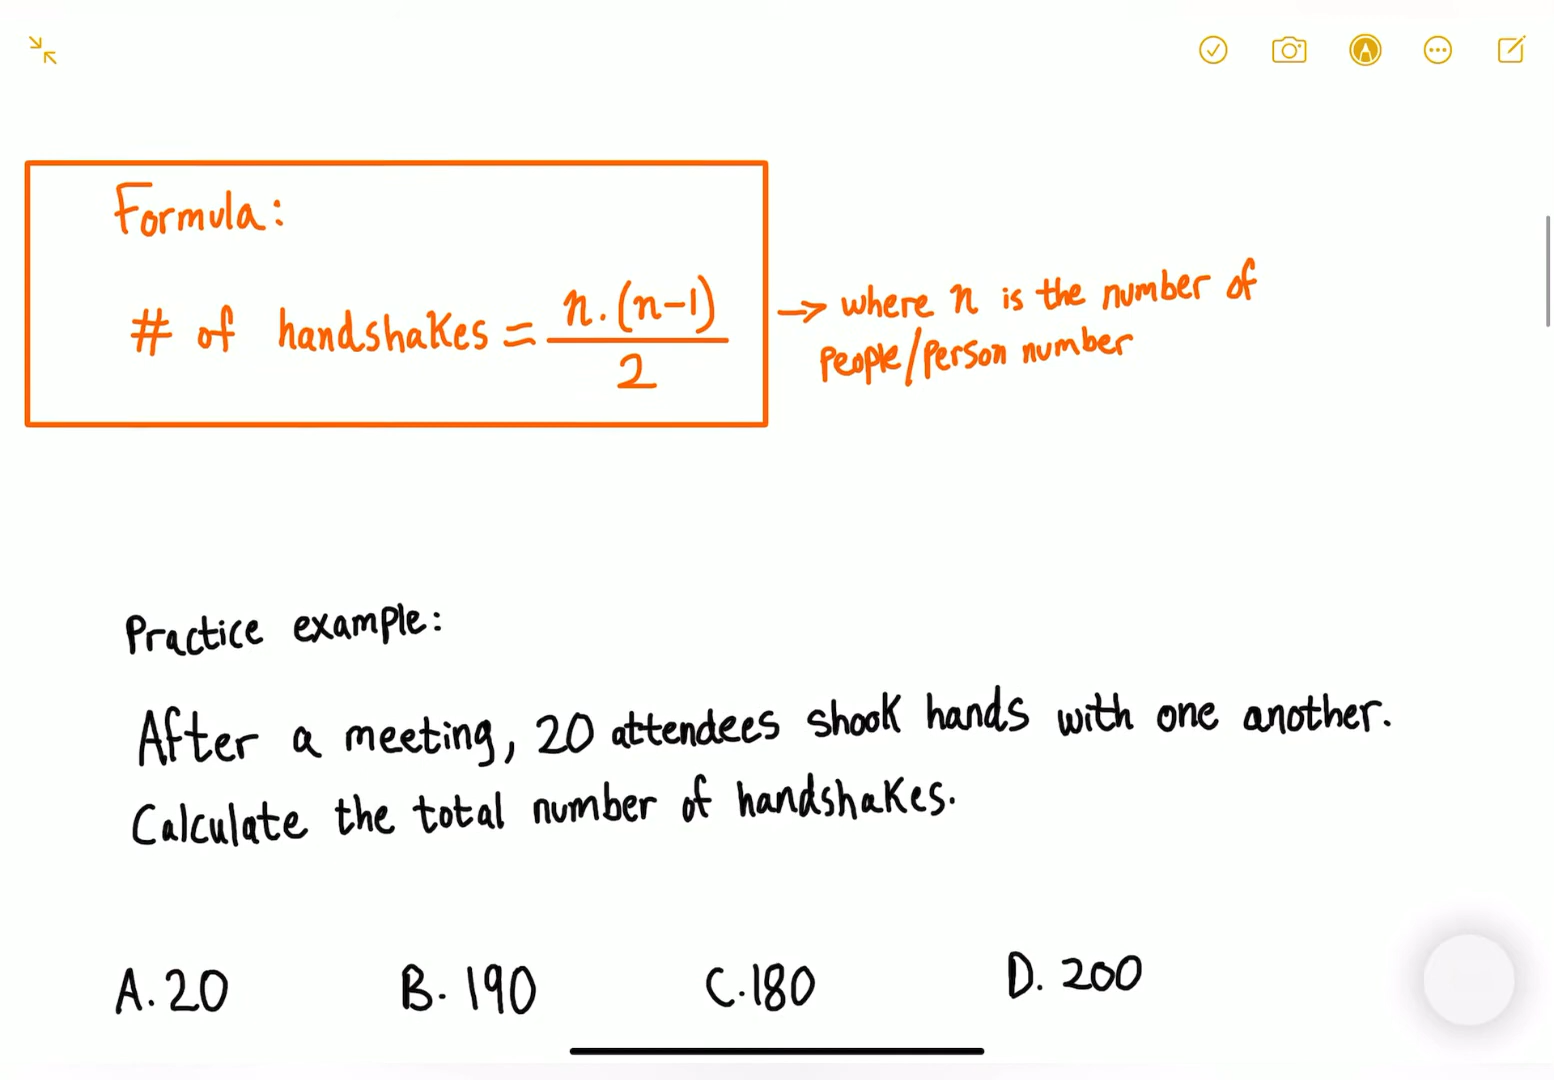 Formula:
# of handshakes = n.(n-1)/2
→ where n is the number of
people/person number
Practice example:
After a meeting, 20 attendees shook hands with one another.
Calculate the total number of handshakes.
A. 20 B. 190 C. 180 D. 200